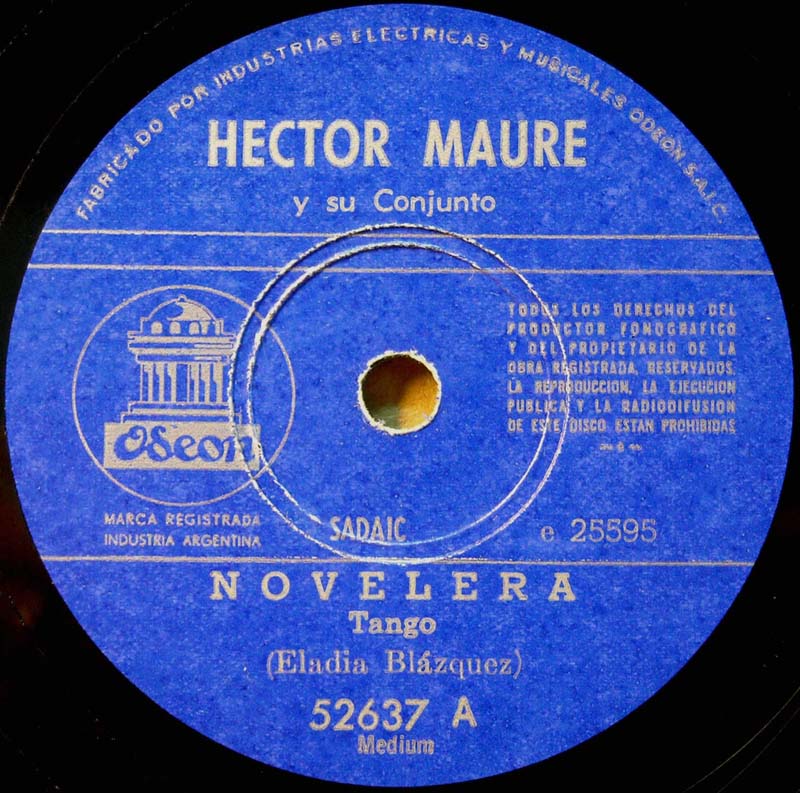 FABRICADO POR INDUSTRIAS ELECTRICAS Y MUSICALES ODEON S.A.I.C.
HECTOR MAURE
y su Conjunto
TODOS LOS DERECHOS DEL
PRODUCTOR FONOGRAFICO
Y DEL PROPIETARIO DE LA
OBRA REGISTRADA, RESERVADOS.
LA REPRODUCCION, LA EJECUCION
PUBLICA Y LA RADIODIFUSION
DE ESTE DISCO ESTAN PROHIBIDAS
Odeon
MARCA REGISTRADA
INDUSTRIA ARGENTINA
SADAIC
e 25595
NOVELERA
Tango
(Eladia Blázquez)
52637 A
Medium